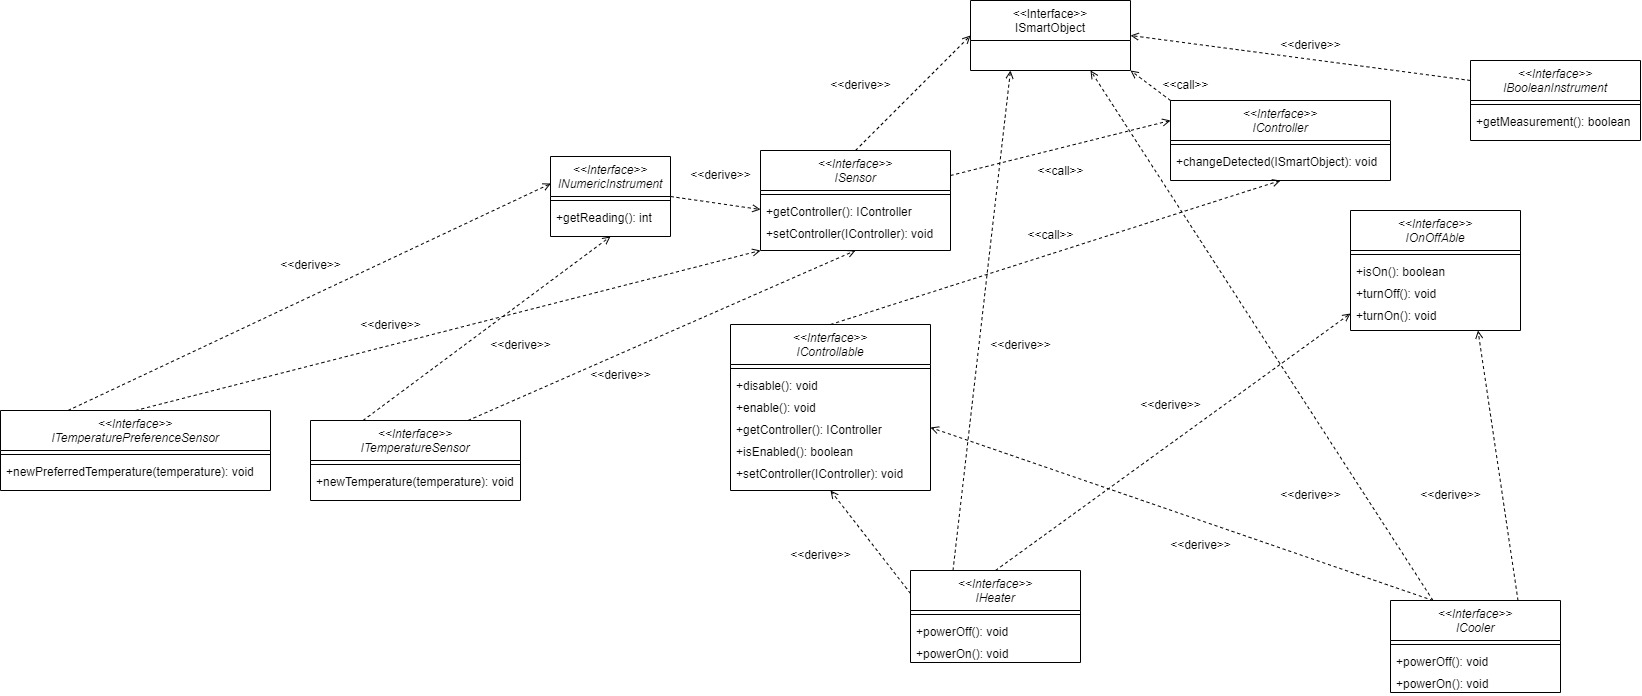 <<Interface>>
ISmartObject
<<derive>>
<<derive>>
<<call>>
<<Interface>>
IBooleanInstrument
+getMeasurement(): boolean
<<Interface>>
IController
+changeDetected(ISmartObject): void
<<Interface>>
INumericInstrument
+getReading(): int
<<derive>>
<<Interface>>
ISensor
+getController(): IController
+setController(IController): void
<<call>>
<<call>>
<<Interface>>
IOnOffAble
+isOn(): boolean
+turnOff(): void
+turnOn(): void
<<derive>>
<<derive>>
<<derive>>
<<derive>>
<<derive>>
<<Interface>>
IControllable
+disable(): void
+enable(): void
+getController(): IController
+isEnabled(): boolean
+setController(IController): void
<<Interface>>
ITemperaturePreferenceSensor
+newPreferredTemperature(temperature): void
<<Interface>>
ITemperatureSensor
+newTemperature(temperature): void
<<derive>>
<<derive>>
<<derive>>
<<derive>>
<<derive>>
<<Interface>>
IHeater
+powerOff(): void
+powerOn(): void
<<Interface>>
ICooler
+powerOff(): void
+powerOn(): void